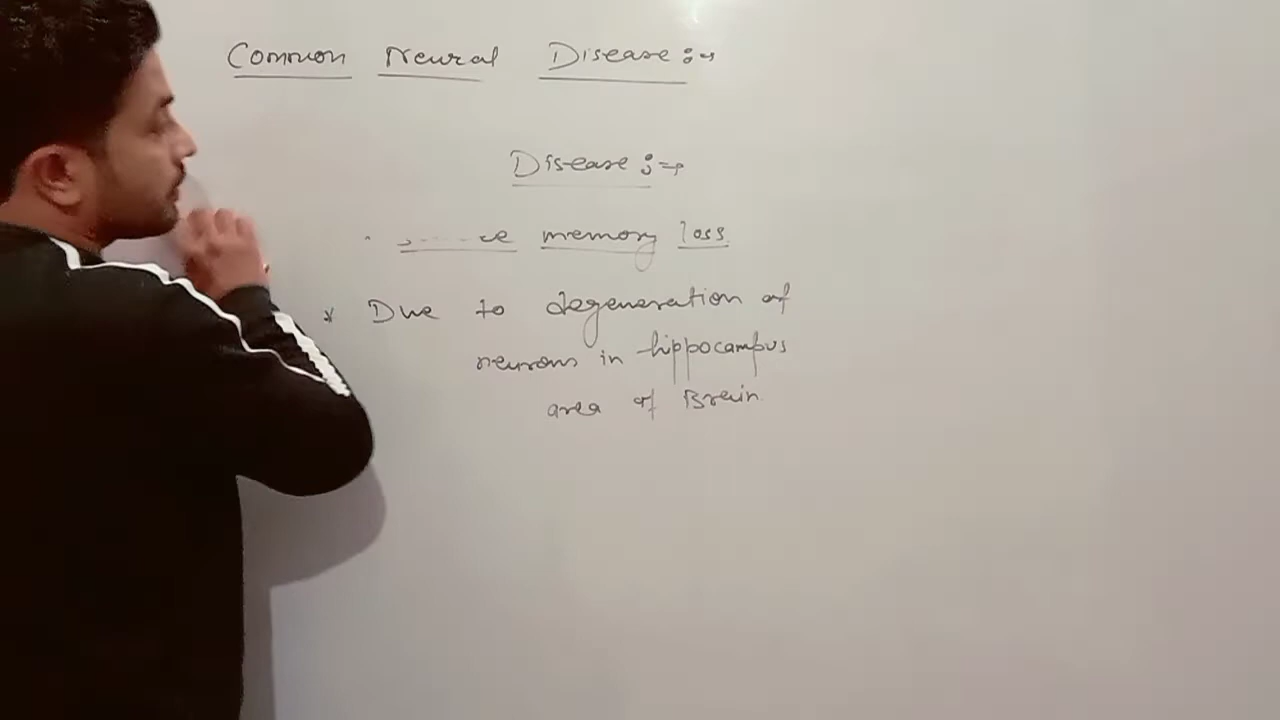 Common Neural Disease :→
Disease :→
memory loss.
* Due to degeneration of
neurons in hippocampus
area of Brain.